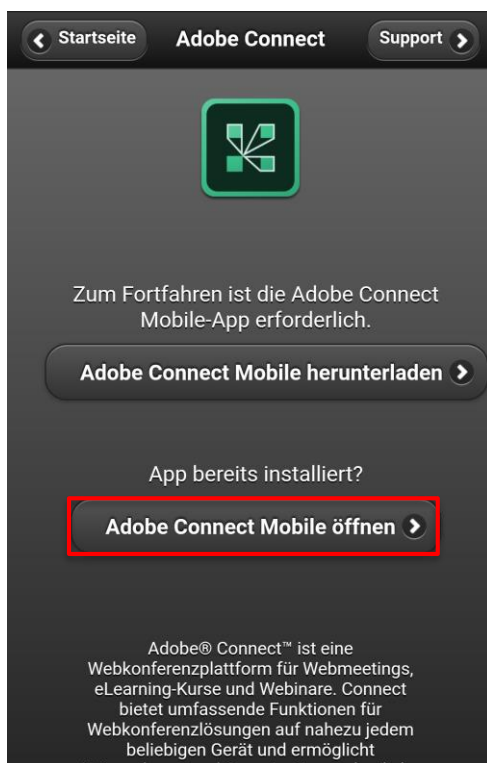 Startseite Adobe Connect Support
Zum Fortfahren ist die Adobe Connect
Mobile-App erforderlich.
Adobe Connect Mobile herunterladen
App bereits installiert?
Adobe Connect Mobile öffnen
Adobe® Connect™ ist eine
Webkonferenzplattform für Webmeetings,
eLearning-Kurse und Webinare. Connect
bietet umfassende Funktionen für
Webkonferenzlösungen auf nahezu jedem
beliebigen Gerät und ermöglicht